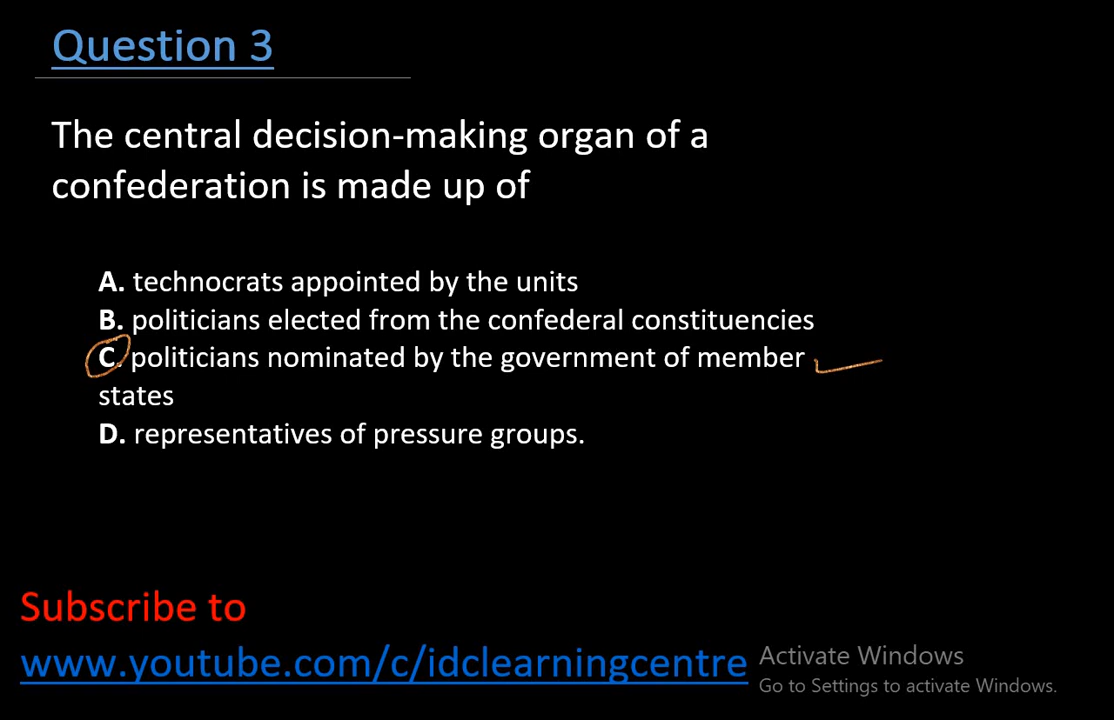 Question 3
The central decision-making organ of a
confederation is made up of
A. technocrats appointed by the units
B. politicians elected from the confederal constituencies
C. politicians nominated by the government of member
states
D. representatives of pressure groups.
Subscribe to
www.youtube.com/c/idclearningcentre
Activate Windows
Go to Settings to activate Windows.